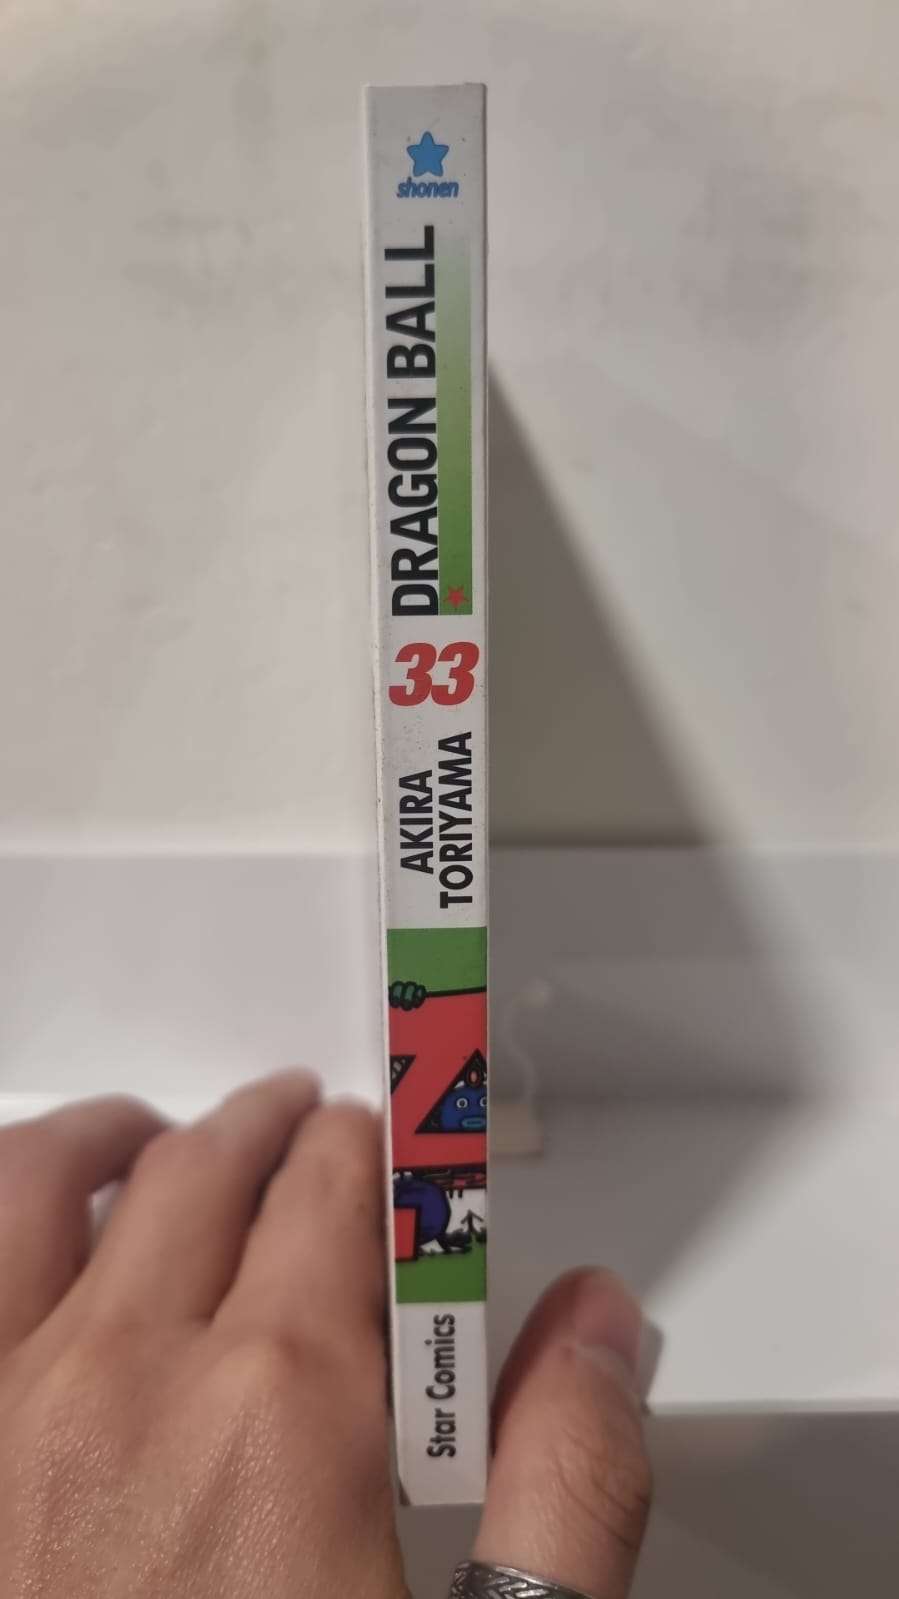 shonen
DRAGON BALL
33
AKIRA
TORIYAMA
Star Comics